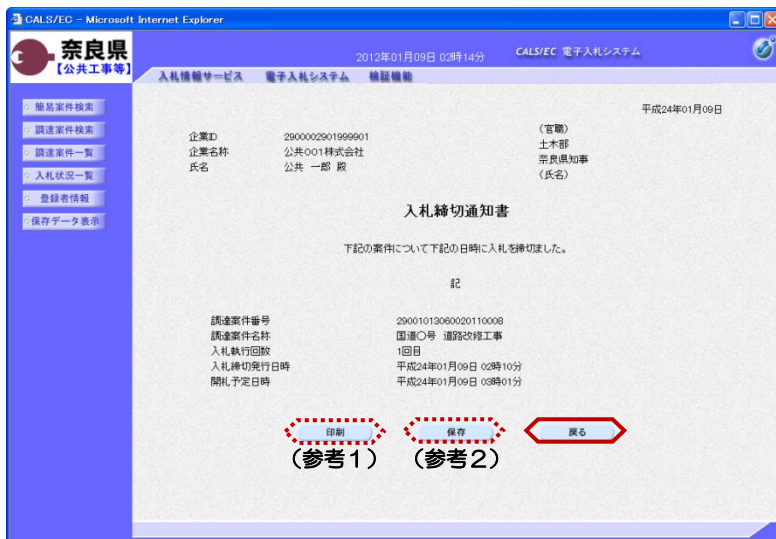 CALS/EC - Microsoft Internet Explorer
奈良県
【公共工事等】
2012年01月09日 02時14分
CALS/EC 電子入札システム
入札情報サービス 電子入札システム 検証機能
簡易案件検索
調達案件検索
調達案件一覧
入札状況一覧
登録者情報
保存データ表示
平成24年01月09日
企業ID 2900002901999901
企業名称 公共001株式会社
氏名 公共 一郎 殿
(官職)
土木部
奈良県知事
(氏名)
入札締切通知書
下記の案件について下記の日時に入札を締切ました。
記
調達案件番号 29001013060020110008
調達案件名称 国道○号 道路改修工事
入札執行回数 1回目
入札締切発行日時 平成24年01月09日 02時10分
開札予定日時 平成24年01月09日 03時01分
印刷 保存 戻る
(参考1) (参考2)